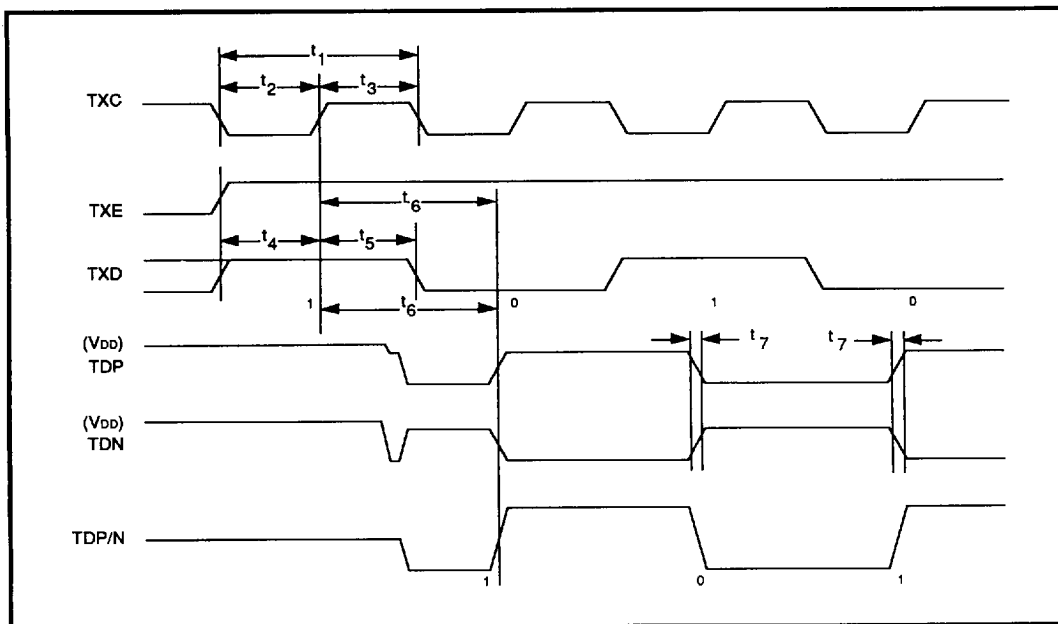 t1
t2 t3
TXC
TXE
t6
t4 t5
TXD
1 0 1 0
t6
(VDD)
TDP
t7 t7
(VDD)
TDN
TDP/N
1 0 1